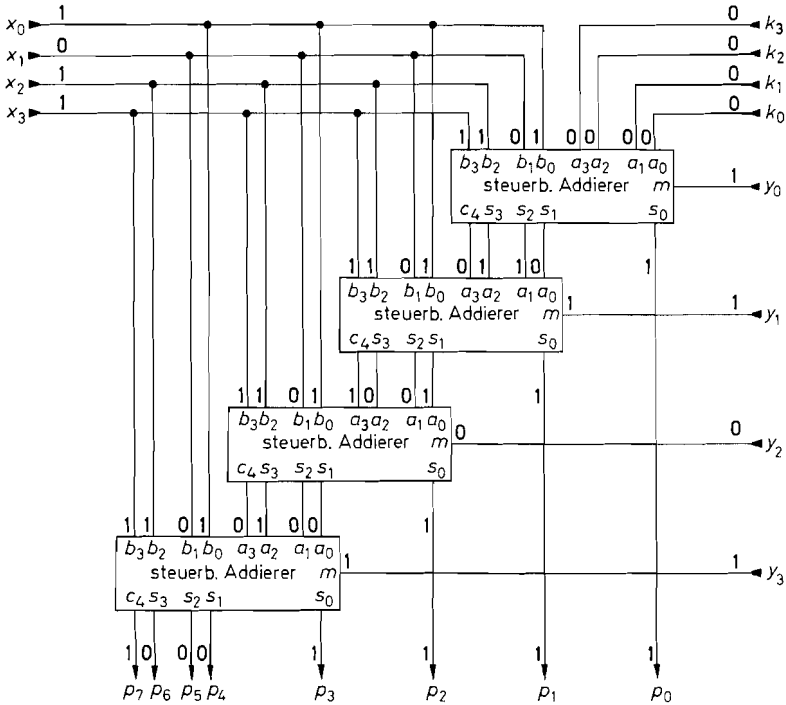 x0 1 0 k3
x1 0 0 k2
x2 1 0 k1
x3 1 0 k0
1 1 0 1 0 0 0 0
b3 b2 b1 b0 a3 a2 a1 a0
steuerb. Addierer m 1 y0
c4 s3 s2 s1 s0
1
1 1 0 1 0 1 1 0
b3 b2 b1 b0 a3 a2 a1 a0
steuerb. Addierer m 1 1 y1
c4 s3 s2 s1 s0
1
1 1 0 1 1 0 0 1
b3 b2 b1 b0 a3 a2 a1 a0
steuerb. Addierer m 0 0 y2
c4 s3 s2 s1 s0
1
1 1 0 1 0 1 0 0
b3 b2 b1 b0 a3 a2 a1 a0
steuerb. Addierer m 1 1 y3
c4 s3 s2 s1 s0
1 0 0 0 1 1 1 1
p7 p6 p5 p4 p3 p2 p1 p0